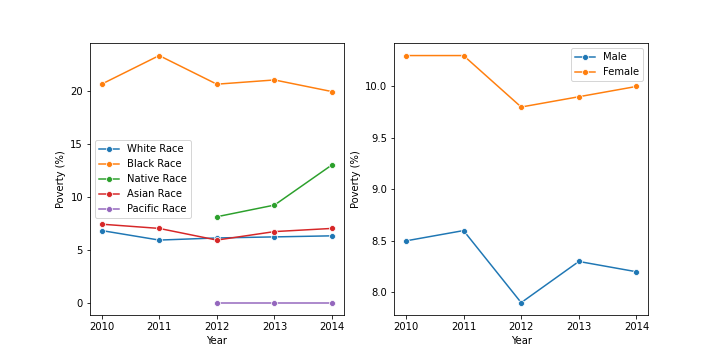 Poverty (%)
20
15
10
5
0
White Race
Black Race
Native Race
Asian Race
Pacific Race
2010 2011 2012 2013 2014
Year
Poverty (%)
10.0
9.5
9.0
8.5
8.0
Male
Female
2010 2011 2012 2013 2014
Year